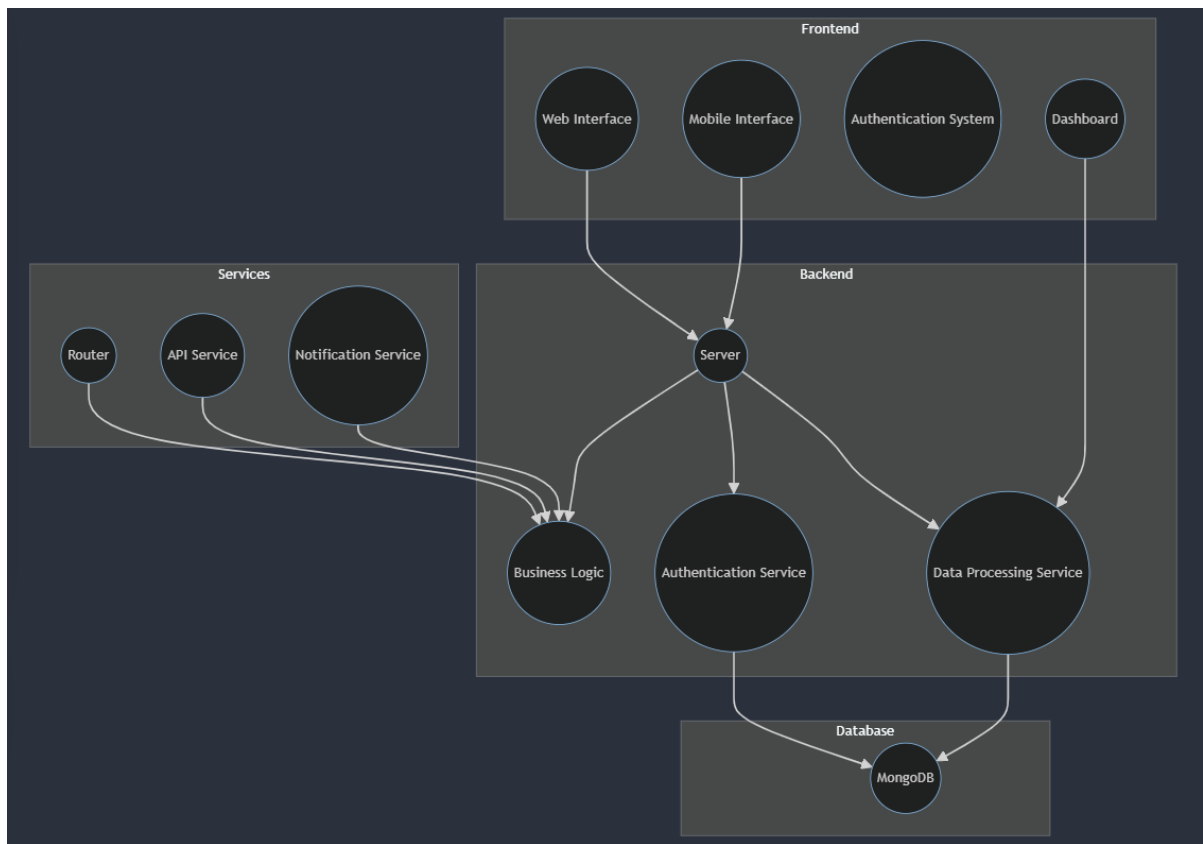 Frontend
Web Interface
Mobile Interface
Authentication System
Dashboard
Services
Router
API Service
Notification Service
Backend
Server
Business Logic
Authentication Service
Data Processing Service
Database
MongoDB